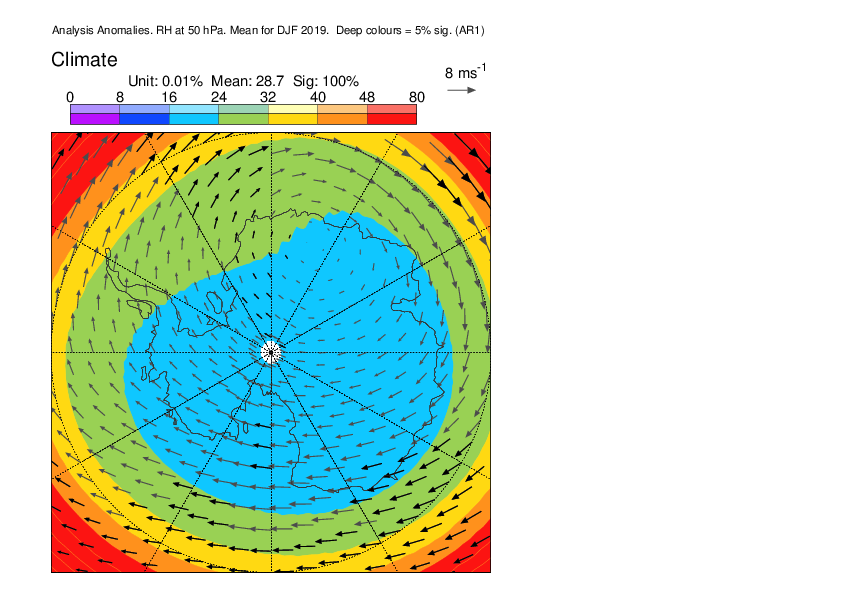 Analysis Anomalies. RH at 50 hPa. Mean for DJF 2019.  Deep colours = 5% sig. (AR1)
Climate
8 ms-1
Unit: 0.01%  Mean: 28.7  Sig: 100%
0 8 16 24 32 40 48 80